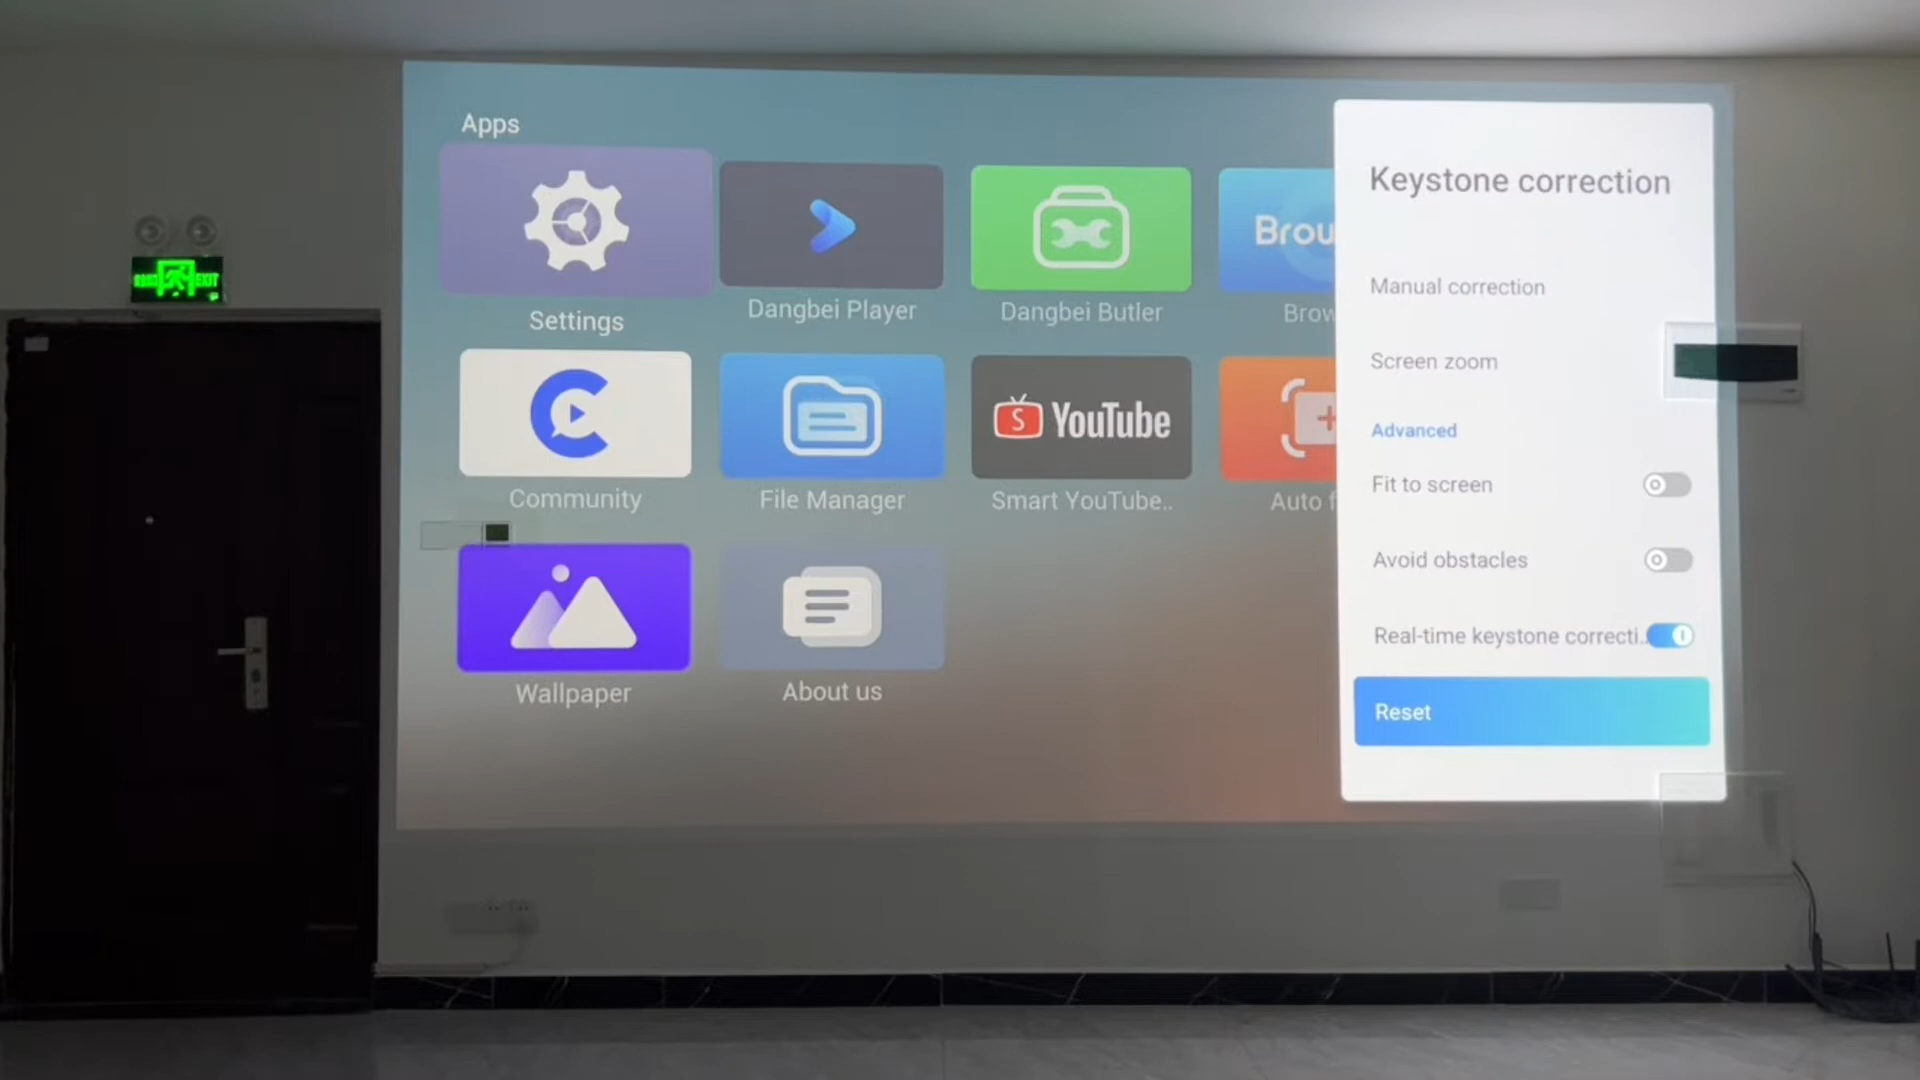 Apps
Settings
Dangbei Player
Dangbei Butler
Brow
Brou
Community
File Manager
S YouTube
Smart YouTube..
Auto f
Wallpaper
About us
Keystone correction
Manual correction
Screen zoom
Advanced
Fit to screen
Avoid obstacles
Real-time keystone correcti..
Reset
EXIT